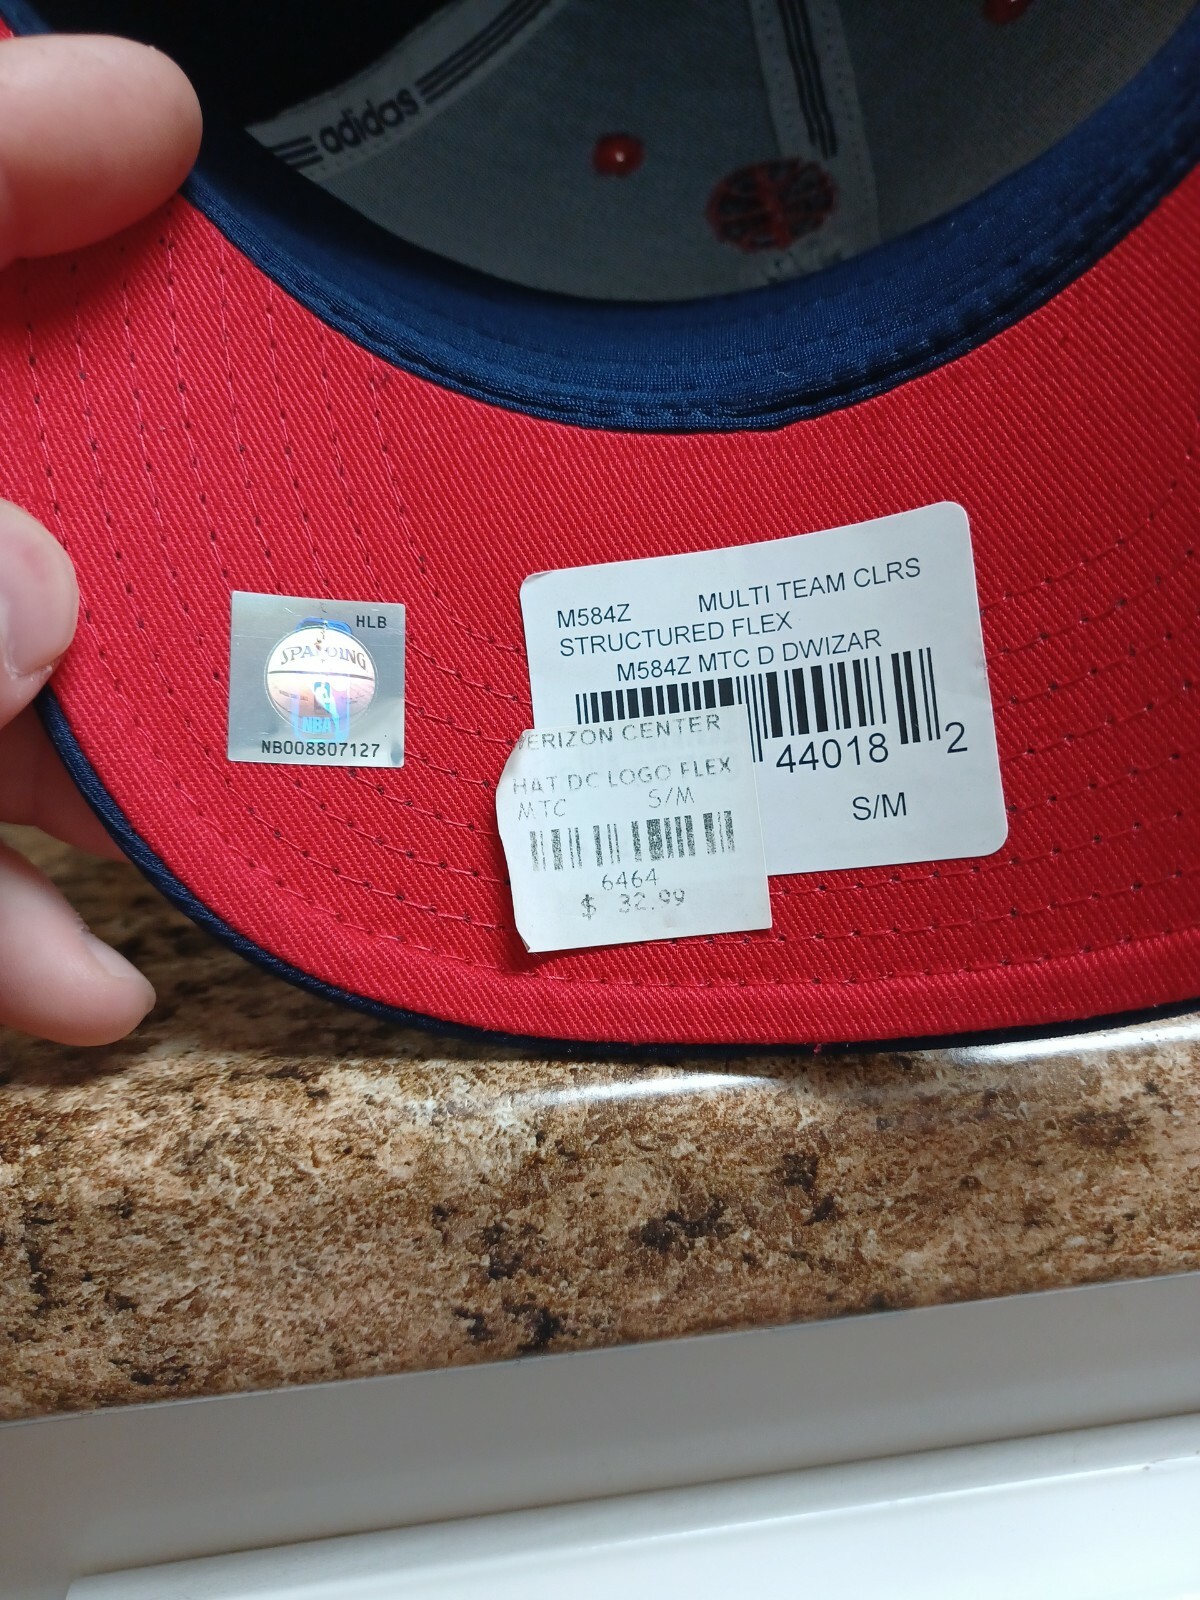 adidas
HLB
SPALDING
NBA
NB008807127
M584Z MULTI TEAM CLRS
STRUCTURED FLEX
M584Z MTC D DWIZAR
44018 2
S/M
VERIZON CENTER
HAT DC LOGO FLEX
MTC S/M
6464
$ 32.99